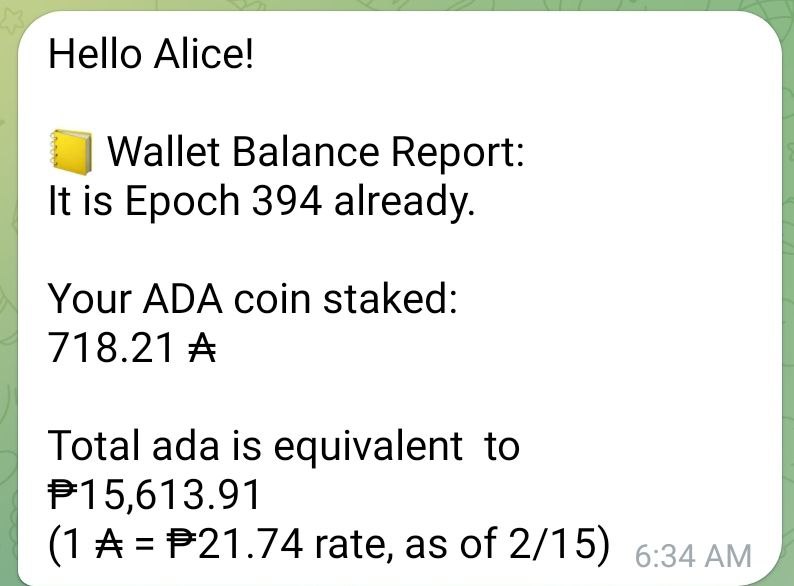 Hello Alice!
📒 Wallet Balance Report:
It is Epoch 394 already.
Your ADA coin staked:
718.21 ₳
Total ada is equivalent  to
₱15,613.91
(1 ₳ = ₱21.74 rate, as of 2/15)
6:34 AM